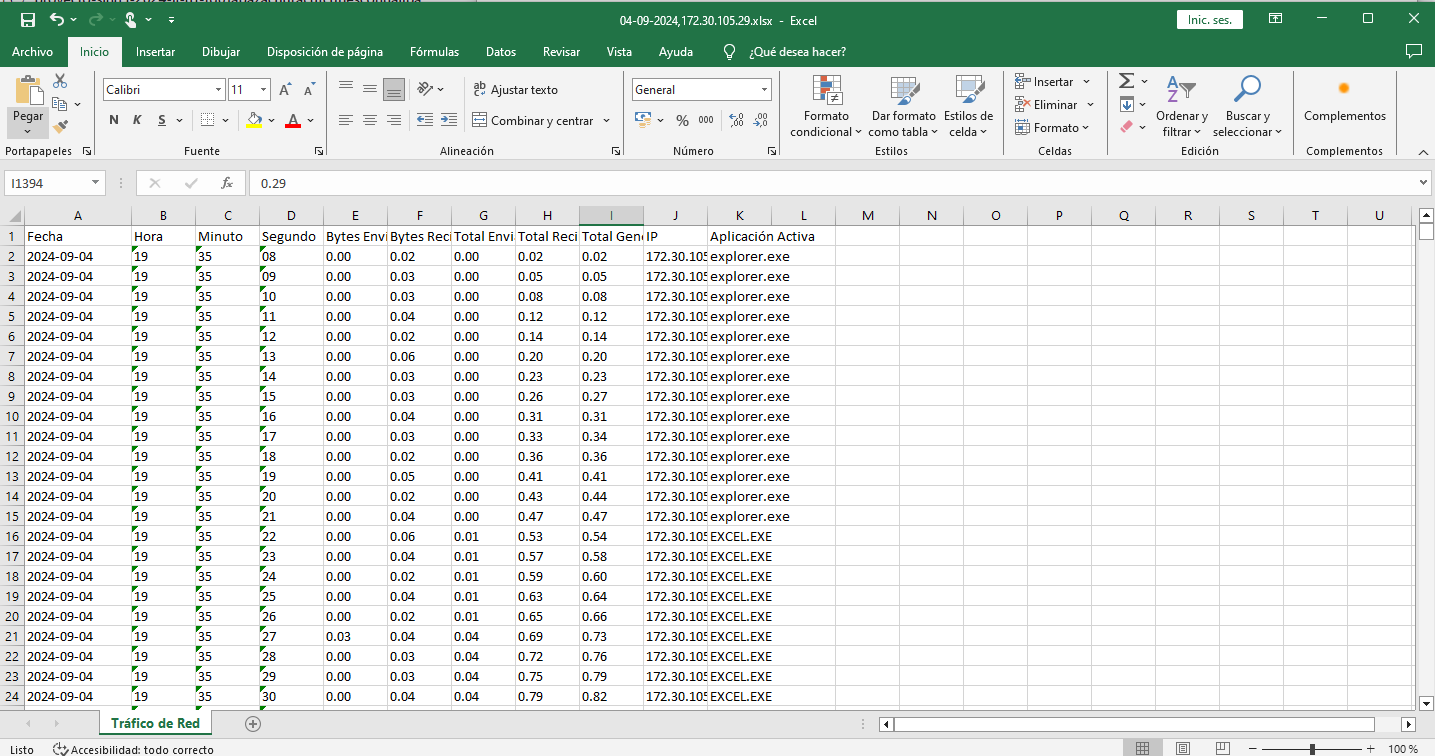 04-09-2024,172.30.105.29.xlsx - Excel
Inic. ses.
Archivo Inicio Insertar Dibujar Disposición de página Fórmulas Datos Revisar Vista Ayuda ¿Qué desea hacer?
Pegar
Calibri 11
Ajustar texto
General
Formato condicional
Dar formato como tabla
Estilos de celda
Insertar
Eliminar
Formato
Ordenar y filtrar
Buscar y seleccionar
Complementos
N K S
Combinar y centrar
% 000
Portapapeles Fuente Alineación Número Estilos Celdas Edición Complementos
I1394 fx 0.29
A B C D E F G H I J K L M N O P Q R S T U
1 Fecha Hora Minuto Segundo Bytes Envi Bytes Reci Total Envi Total Reci Total Gene IP Aplicación Activa
2 2024-09-04 19 35 08 0.00 0.02 0.00 0.02 0.02 172.30.105 explorer.exe
3 2024-09-04 19 35 09 0.00 0.03 0.00 0.05 0.05 172.30.105 explorer.exe
4 2024-09-04 19 35 10 0.00 0.03 0.00 0.08 0.08 172.30.105 explorer.exe
5 2024-09-04 19 35 11 0.00 0.04 0.00 0.12 0.12 172.30.105 explorer.exe
6 2024-09-04 19 35 12 0.00 0.02 0.00 0.14 0.14 172.30.105 explorer.exe
7 2024-09-04 19 35 13 0.00 0.06 0.00 0.20 0.20 172.30.105 explorer.exe
8 2024-09-04 19 35 14 0.00 0.03 0.00 0.23 0.23 172.30.105 explorer.exe
9 2024-09-04 19 35 15 0.00 0.03 0.00 0.26 0.27 172.30.105 explorer.exe
10 2024-09-04 19 35 16 0.00 0.04 0.00 0.31 0.31 172.30.105 explorer.exe
11 2024-09-04 19 35 17 0.00 0.03 0.00 0.33 0.34 172.30.105 explorer.exe
12 2024-09-04 19 35 18 0.00 0.02 0.00 0.36 0.36 172.30.105 explorer.exe
13 2024-09-04 19 35 19 0.00 0.05 0.00 0.41 0.41 172.30.105 explorer.exe
14 2024-09-04 19 35 20 0.00 0.02 0.00 0.43 0.44 172.30.105 explorer.exe
15 2024-09-04 19 35 21 0.00 0.04 0.00 0.47 0.47 172.30.105 explorer.exe
16 2024-09-04 19 35 22 0.00 0.06 0.01 0.53 0.54 172.30.105 EXCEL.EXE
17 2024-09-04 19 35 23 0.00 0.04 0.01 0.57 0.58 172.30.105 EXCEL.EXE
18 2024-09-04 19 35 24 0.00 0.02 0.01 0.59 0.60 172.30.105 EXCEL.EXE
19 2024-09-04 19 35 25 0.00 0.04 0.01 0.63 0.64 172.30.105 EXCEL.EXE
20 2024-09-04 19 35 26 0.00 0.02 0.01 0.65 0.66 172.30.105 EXCEL.EXE
21 2024-09-04 19 35 27 0.03 0.04 0.04 0.69 0.73 172.30.105 EXCEL.EXE
22 2024-09-04 19 35 28 0.00 0.03 0.04 0.72 0.76 172.30.105 EXCEL.EXE
23 2024-09-04 19 35 29 0.00 0.03 0.04 0.75 0.79 172.30.105 EXCEL.EXE
24 2024-09-04 19 35 30 0.00 0.04 0.04 0.79 0.82 172.30.105 EXCEL.EXE
Tráfico de Red
Listo Accesibilidad: todo correcto 100 %